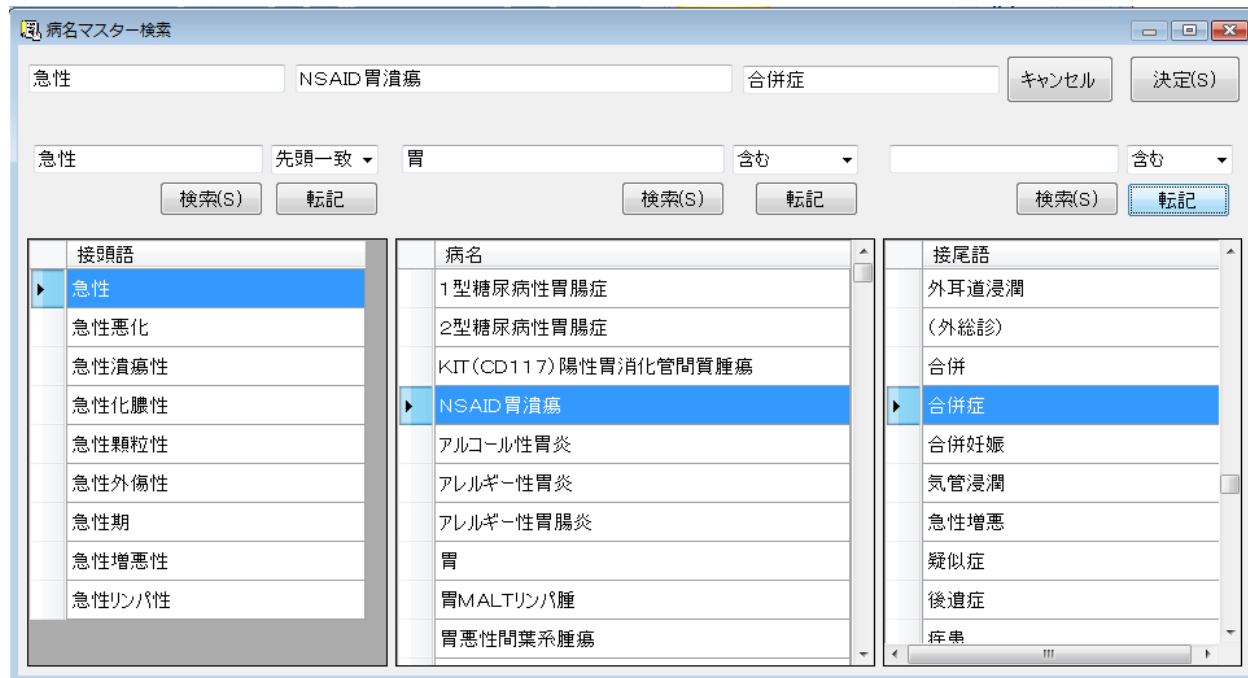 病名マスター検索
急性 NSAID胃潰瘍 合併症 キャンセル 決定(S)
急性 先頭一致 胃 含む 含む
検索(S) 転記 検索(S) 転記 検索(S) 転記
接頭語 病名 接尾語
急性 1型糖尿病性胃腸症 外耳道浸潤
急性悪化 2型糖尿病性胃腸症 (外総診)
急性潰瘍性 KIT(CD117)陽性胃消化管間質腫瘍 合併
急性化膿性 NSAID胃潰瘍 合併症
急性顆粒性 アルコール性胃炎 合併妊娠
急性外傷性 アレルギー性胃炎 気管浸潤
急性期 アレルギー性胃腸炎 急性増悪
急性増悪性 胃 疑似症
急性リンパ性 胃MALTリンパ腫 後遺症
胃悪性間葉系腫瘍 疾患